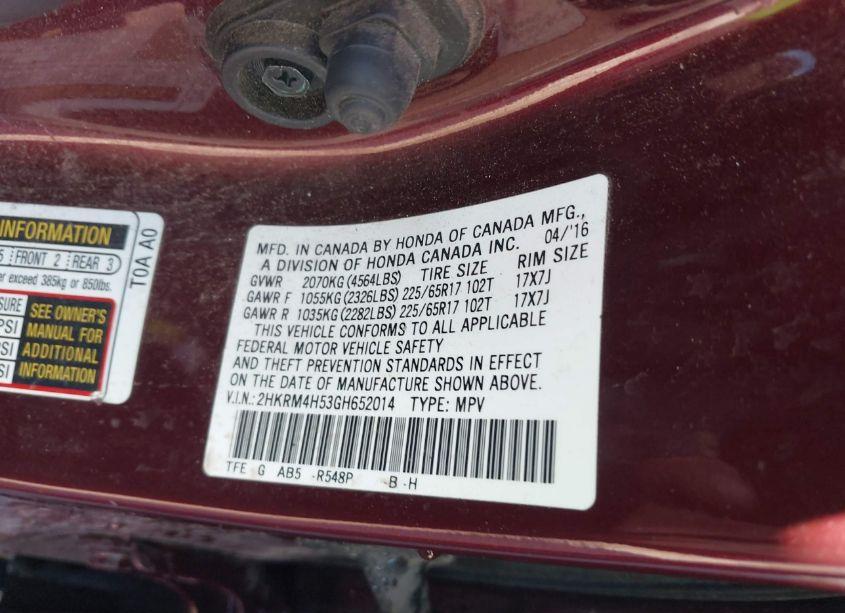 INFORMATION
5 FRONT 2 REAR 3
er exceed 385kg or 850lbs.
SEE OWNER'S
PSI MANUAL FOR
ADDITIONAL
INFORMATION
T0A A0
MFD. IN CANADA BY HONDA OF CANADA MFG.,
A DIVISION OF HONDA CANADA INC. 04/'16
GVWR 2070KG (4564LBS) TIRE SIZE RIM SIZE
GAWR F 1055KG (2326LBS) 225/65R17 102T 17X7J
GAWR R 1035KG (2282LBS) 225/65R17 102T 17X7J
THIS VEHICLE CONFORMS TO ALL APPLICABLE
FEDERAL MOTOR VEHICLE SAFETY
AND THEFT PREVENTION STANDARDS IN EFFECT
ON THE DATE OF MANUFACTURE SHOWN ABOVE.
V.I.N.: 2HKRM4H53GH652014 TYPE: MPV
TFE G AB5 -R548P B -H